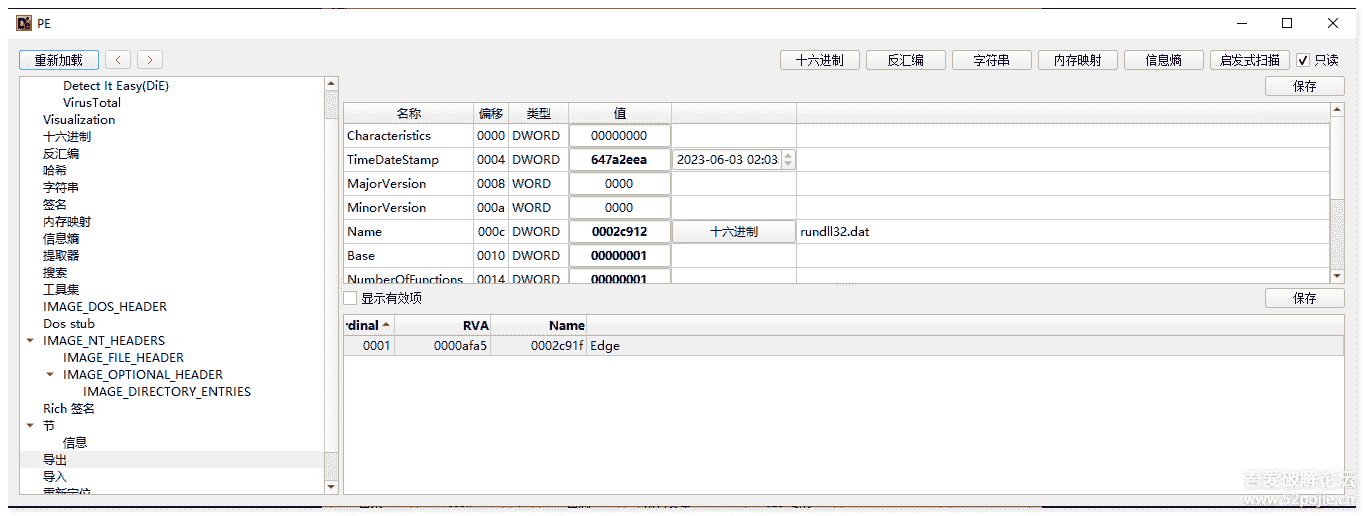 PE
重新加载 < > 十六进制 反汇编 字符串 内存映射 信息熵 启发式扫描 只读
保存
Detect It Easy(DiE)
VirusTotal
Visualization
十六进制
反汇编
哈希
字符串
签名
内存映射
信息熵
提取器
搜索
工具集
IMAGE_DOS_HEADER
Dos stub
IMAGE_NT_HEADERS
IMAGE_FILE_HEADER
IMAGE_OPTIONAL_HEADER
IMAGE_DIRECTORY_ENTRIES
Rich 签名
节
信息
导出
导入
重新定位
名称 偏移 类型 值
Characteristics 0000 DWORD 00000000
TimeDateStamp 0004 DWORD 647a2eea 2023-06-03 02:03
MajorVersion 0008 WORD 0000
MinorVersion 000a WORD 0000
Name 000c DWORD 0002c912 十六进制 rundll32.dat
Base 0010 DWORD 00000001
NumberOfFunctions 0014 DWORD 00000001
显示有效项 保存
rdinal RVA Name
0001 0000afa5 0002c91f Edge
吾爱破解论坛
www.52pojie.cn